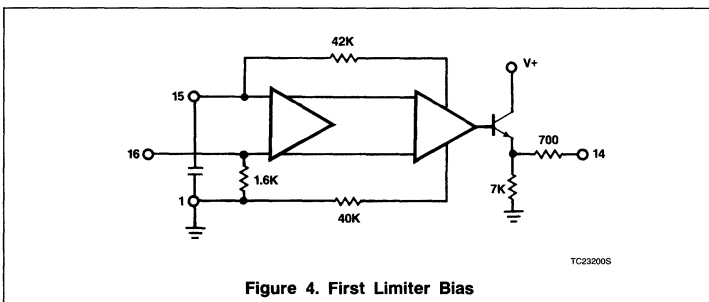 42K
V+
15
16
700
14
1.6K
7K
1
40K
TC23200S
Figure 4. First Limiter Bias